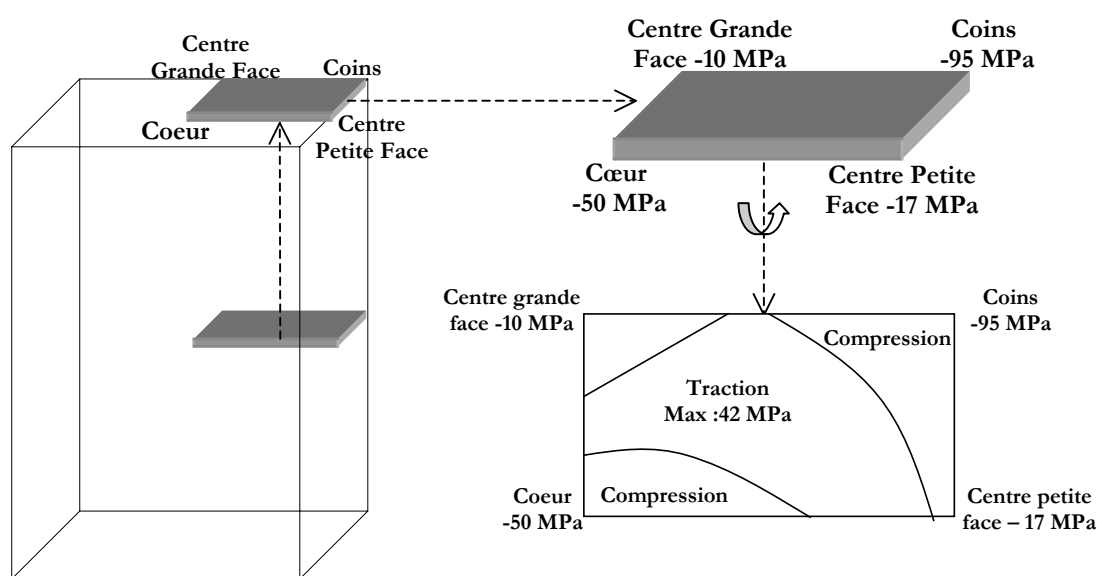 Centre
Grande Face
Coins
Coeur
Centre
Petite Face
Centre Grande
Face -10 MPa
Coins
-95 MPa
Cœur
-50 MPa
Centre Petite
Face -17 MPa
Centre grande
face -10 MPa
Coins
-95 MPa
Compression
Traction
Max :42 MPa
Compression
Coeur
-50 MPa
Centre petite
face – 17 MPa